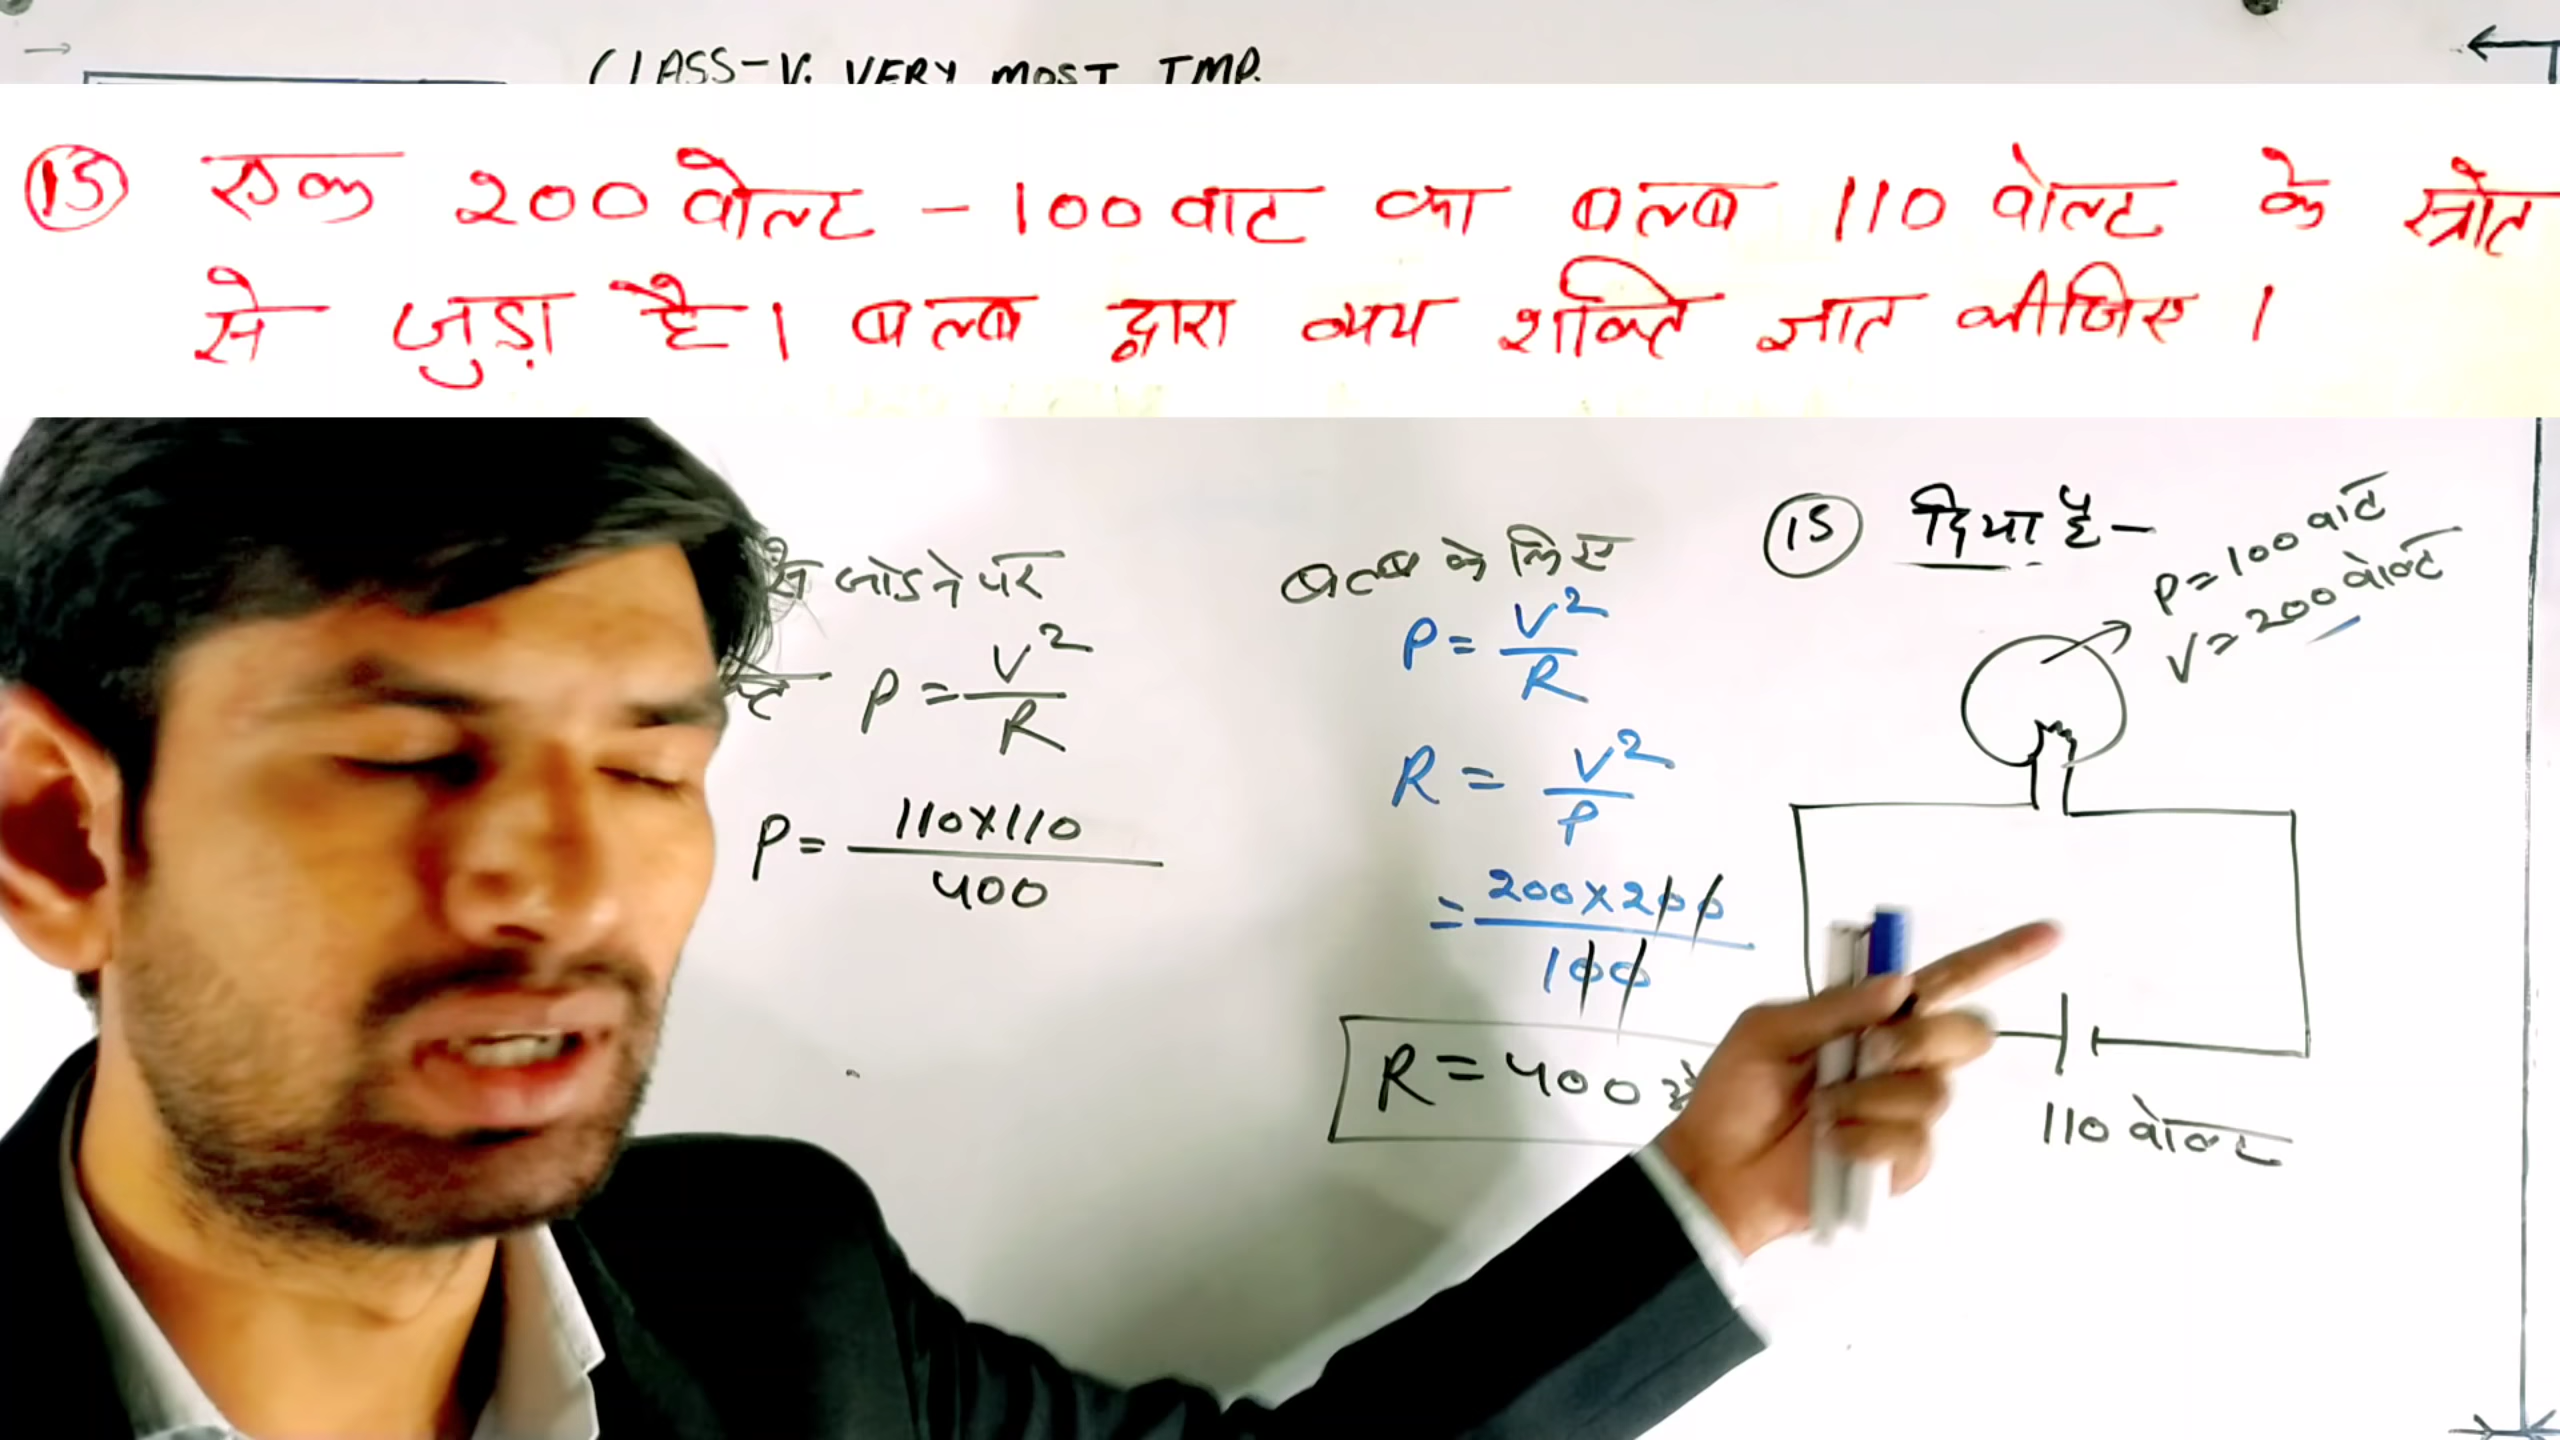 CLASS-V. VERY MOST IMP.
15 एक 200 वोल्ट - 100 वाट का बल्ब 110 वोल्ट के स्त्रोत
से जुड़ा है। बल्ब द्वारा व्यय शक्ति ज्ञात कीजिए।
15 दिया है-
P=100 वाट
V=200 वोल्ट
110 वोल्ट
बल्ब के लिए
P = V²/R
R = V²/P
= 200×200/100
R = 400
से जोडने पर
P = V²/R
P = 110×110/400